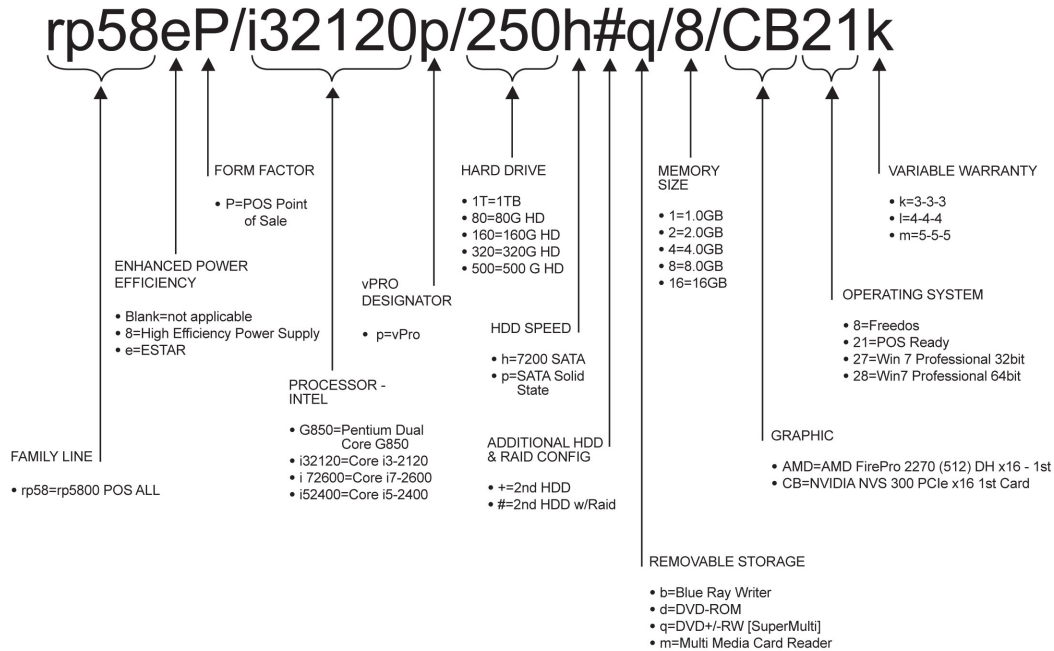 rp58eP/i32120p/250h#q/8/CB21k
FAMILY LINE
• rp58=rp5800 POS ALL
ENHANCED POWER
EFFICIENCY
• Blank=not applicable
• 8=High Efficiency Power Supply
• e=ESTAR
FORM FACTOR
• P=POS Point
of Sale
PROCESSOR -
INTEL
• G850=Pentium Dual
Core G850
• i32120=Core i3-2120
• i 72600=Core i7-2600
• i52400=Core i5-2400
vPRO
DESIGNATOR
• p=vPro
HARD DRIVE
• 1T=1TB
• 80=80G HD
• 160=160G HD
• 320=320G HD
• 500=500 G HD
HDD SPEED
• h=7200 SATA
• p=SATA Solid
State
ADDITIONAL HDD
& RAID CONFIG
• +=2nd HDD
• #=2nd HDD w/Raid
REMOVABLE STORAGE
• b=Blue Ray Writer
• d=DVD-ROM
• q=DVD+/-RW [SuperMulti]
• m=Multi Media Card Reader
MEMORY
SIZE
• 1=1.0GB
• 2=2.0GB
• 4=4.0GB
• 8=8.0GB
• 16=16GB
GRAPHIC
• AMD=AMD FirePro 2270 (512) DH x16 - 1st
• CB=NVIDIA NVS 300 PCIe x16 1st Card
OPERATING SYSTEM
• 8=Freedos
• 21=POS Ready
• 27=Win 7 Professional 32bit
• 28=Win7 Professional 64bit
VARIABLE WARRANTY
• k=3-3-3
• l=4-4-4
• m=5-5-5